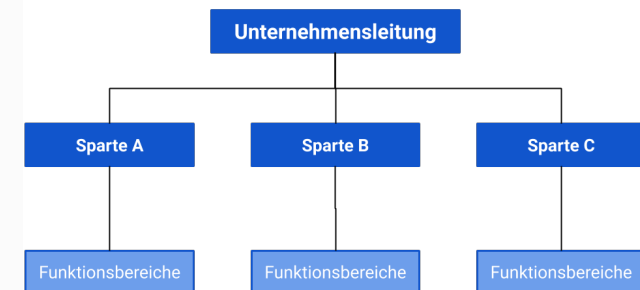 Unternehmensleitung
Sparte A
Sparte B
Sparte C
Funktionsbereiche
Funktionsbereiche
Funktionsbereiche